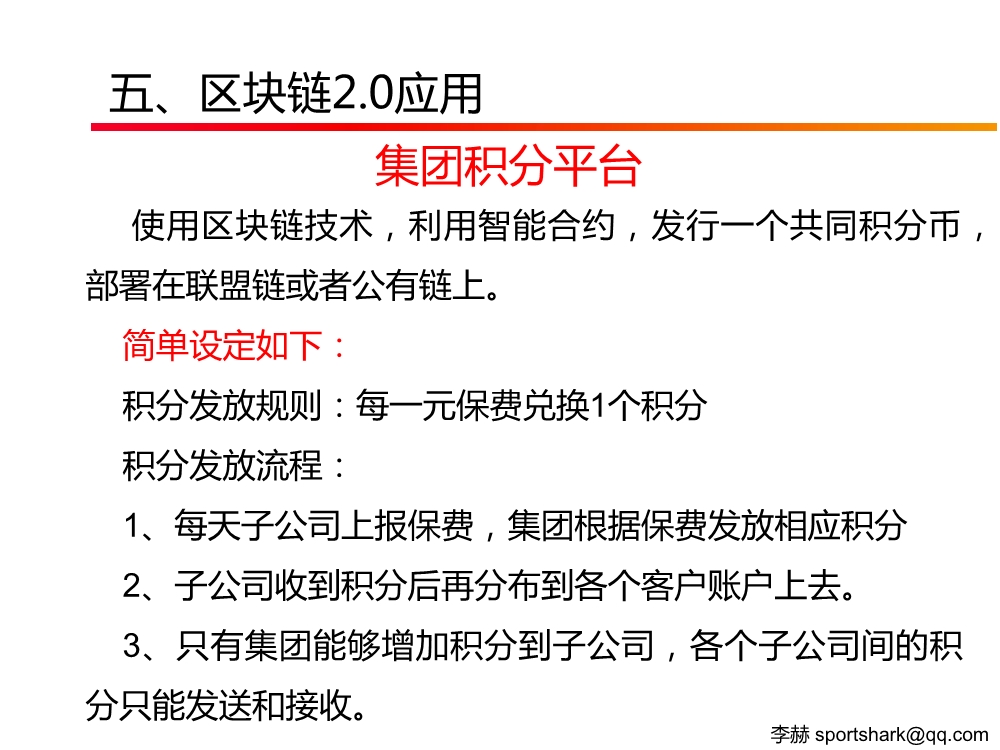 五、区块链2.0应用
集团积分平台
使用区块链技术，利用智能合约，发行一个共同积分币，
部署在联盟链或者公有链上。
简单设定如下：
积分发放规则：每一元保费兑换1个积分
积分发放流程：
1、每天子公司上报保费，集团根据保费发放相应积分
2、子公司收到积分后再分布到各个客户账户上去。
3、只有集团能够增加积分到子公司，各个子公司间的积
分只能发送和接收。
李赫 sportshark@qq.com